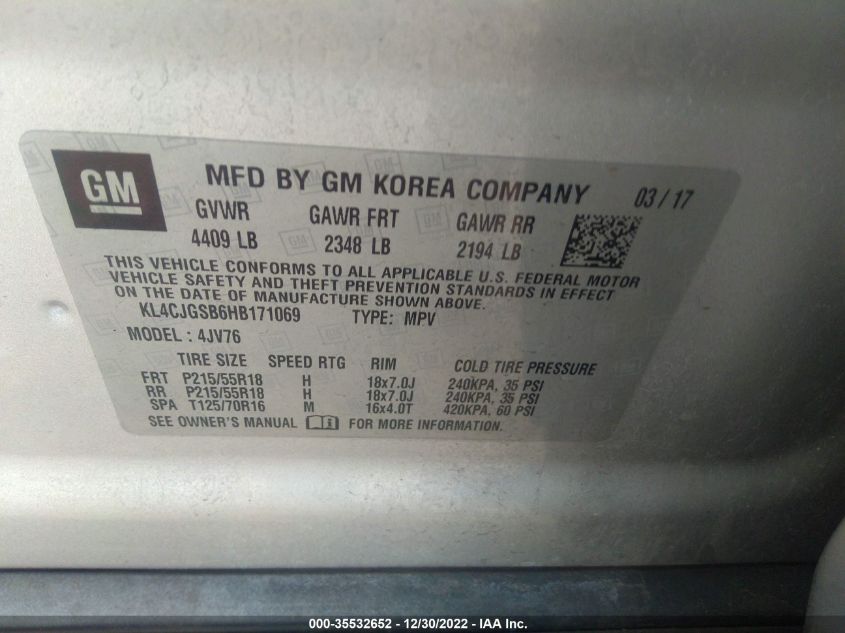 GM
MFD BY GM KOREA COMPANY 03/17
GVWR GAWR FRT GAWR RR
4409 LB 2348 LB 2194 LB
THIS VEHICLE CONFORMS TO ALL APPLICABLE U.S. FEDERAL MOTOR
VEHICLE SAFETY AND THEFT PREVENTION STANDARDS IN EFFECT
ON THE DATE OF MANUFACTURE SHOWN ABOVE.
KL4CJGSB6HB171069 TYPE: MPV
MODEL: 4JV76
TIRE SIZE SPEED RTG RIM COLD TIRE PRESSURE
FRT P215/55R18 H 18x7.0J 240KPA, 35 PSI
RR P215/55R18 H 18x7.0J 240KPA, 35 PSI
SPA T125/70R16 M 16x4.0T 420KPA, 60 PSI
SEE OWNER'S MANUAL FOR MORE INFORMATION.
000-35532652 - 12/30/2022 - IAA Inc.